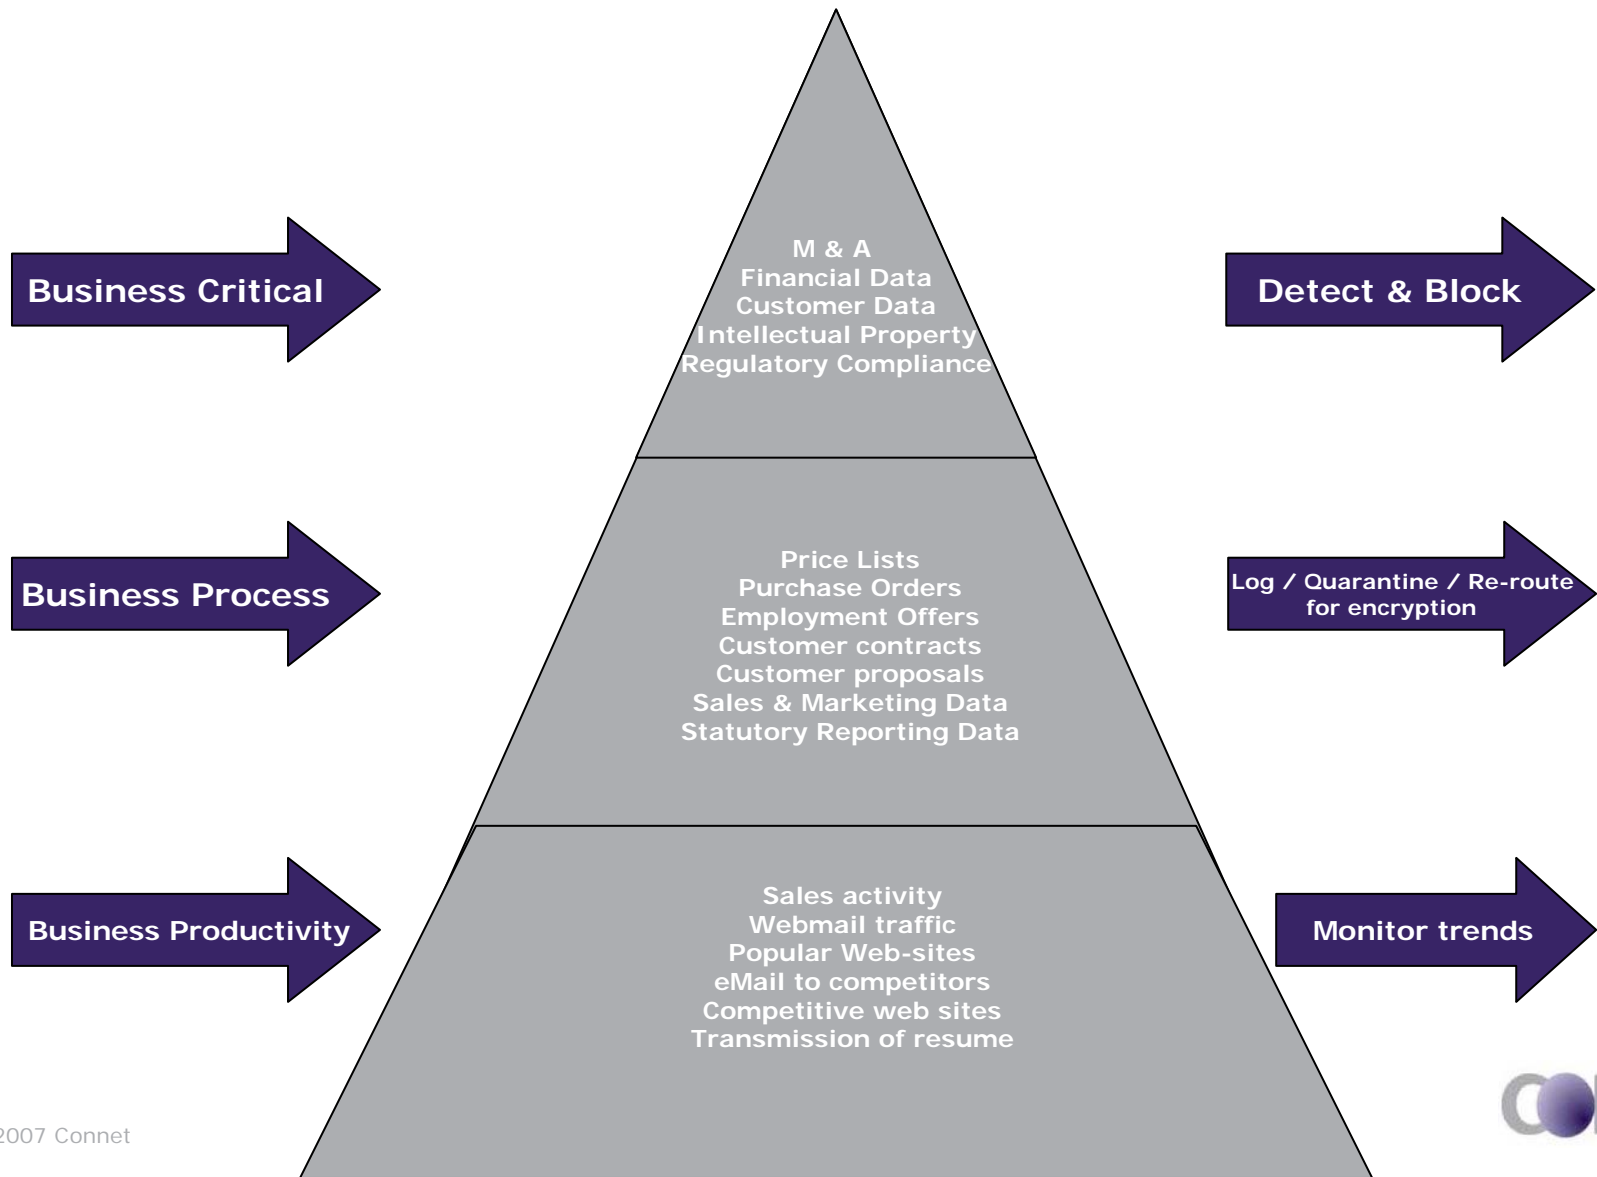 Business Critical
M & A
Financial Data
Customer Data
Intellectual Property
Regulatory Compliance
Detect & Block
Business Process
Price Lists
Purchase Orders
Employment Offers
Customer contracts
Customer proposals
Sales & Marketing Data
Statutory Reporting Data
Log / Quarantine / Re-route
for encryption
Business Productivity
Sales activity
Webmail traffic
Popular Web-sites
eMail to competitors
Competitive web sites
Transmission of resume
Monitor trends
2007 Connet